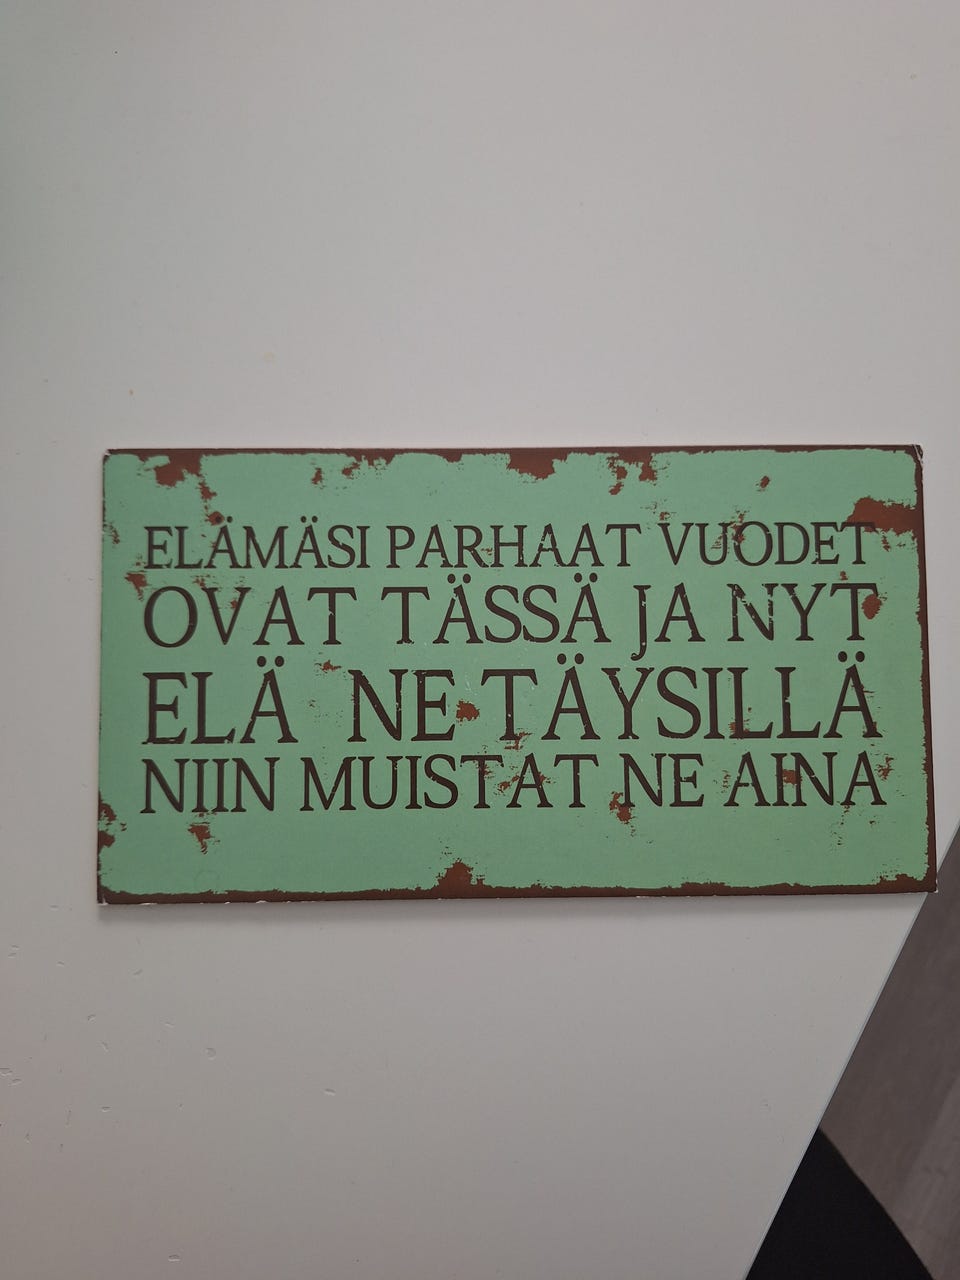 ELÄMÄSI PARHAAT VUODET
OVAT TÄSSÄ JA NYT
ELÄ NE TÄYSILLÄ
NIIN MUISTAT NE AINA